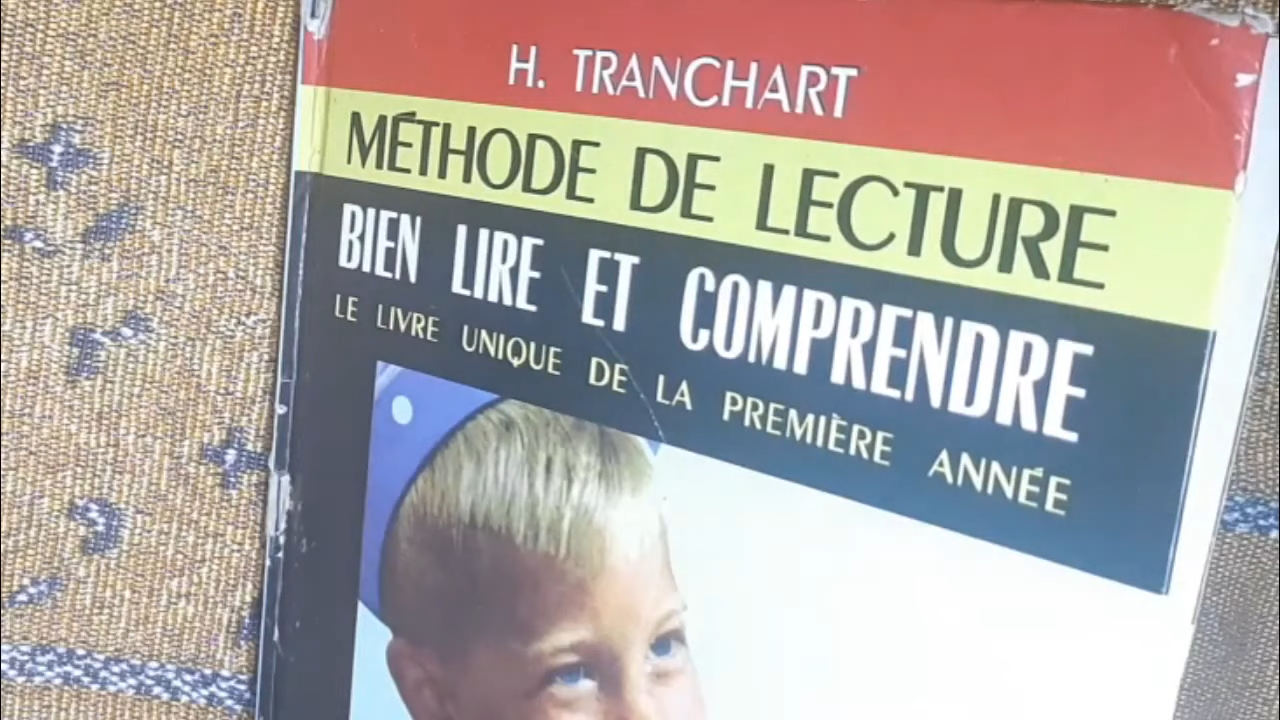 H. TRANCHART
MÉTHODE DE LECTURE
BIEN LIRE ET COMPRENDRE
LE LIVRE UNIQUE DE LA PREMIÈRE ANNÉE